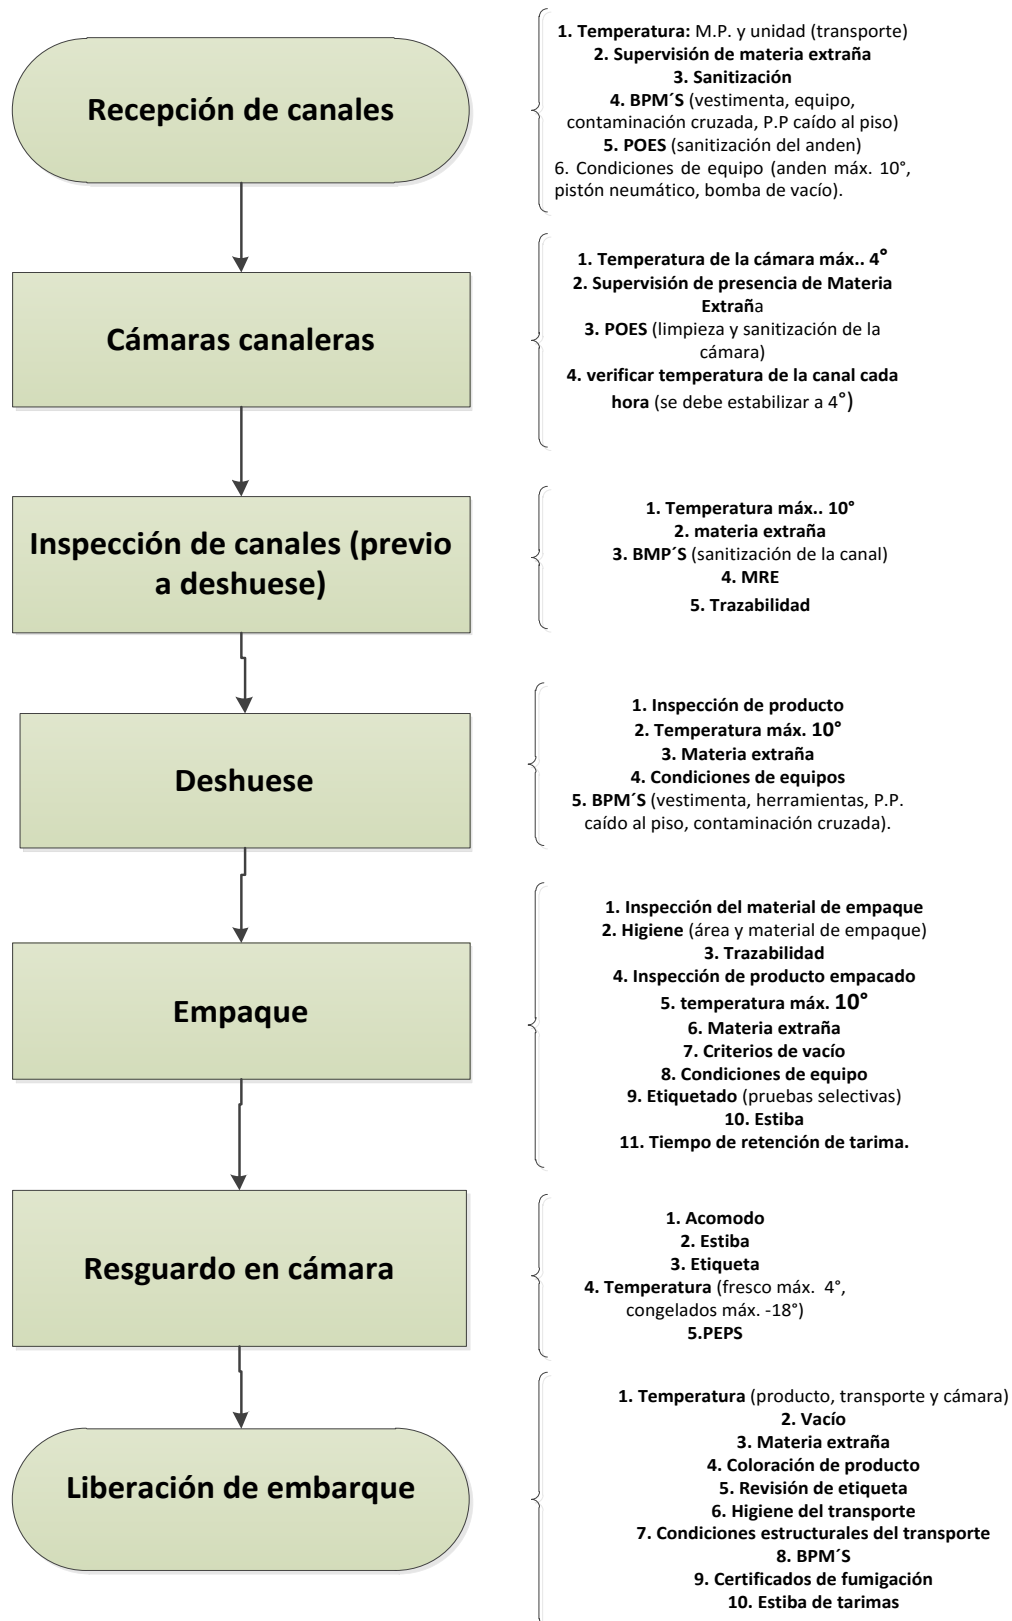 Recepción de canales
1. Temperatura: M.P. y unidad (transporte)
2. Supervisión de materia extraña
3. Sanitización
4. BPM´S (vestimenta, equipo,
contaminación cruzada, P.P caído al piso)
5. POES (sanitización del anden)
6. Condiciones de equipo (anden máx. 10°,
pistón neumático, bomba de vacío).
Cámaras canaleras
1. Temperatura de la cámara máx.. 4°
2. Supervisión de presencia de Materia
Extraña
3. POES (limpieza y sanitización de la
cámara)
4. verificar temperatura de la canal cada
hora (se debe estabilizar a 4°)
Inspección de canales (previo
a deshuese)
1. Temperatura máx.. 10°
2. materia extraña
3. BMP´S (sanitización de la canal)
4. MRE
5. Trazabilidad
Deshuese
1. Inspección de producto
2. Temperatura máx. 10°
3. Materia extraña
4. Condiciones de equipos
5. BPM´S (vestimenta, herramientas, P.P.
caído al piso, contaminación cruzada).
Empaque
1. Inspección del material de empaque
2. Higiene (área y material de empaque)
3. Trazabilidad
4. Inspección de producto empacado
5. temperatura máx. 10°
6. Materia extraña
7. Criterios de vacío
8. Condiciones de equipo
9. Etiquetado (pruebas selectivas)
10. Estiba
11. Tiempo de retención de tarima.
Resguardo en cámara
1. Acomodo
2. Estiba
3. Etiqueta
4. Temperatura (fresco máx. 4°,
congelados máx. -18°)
5.PEPS
Liberación de embarque
1. Temperatura (producto, transporte y cámara)
2. Vacío
3. Materia extraña
4. Coloración de producto
5. Revisión de etiqueta
6. Higiene del transporte
7. Condiciones estructurales del transporte
8. BPM´S
9. Certificados de fumigación
10. Estiba de tarimas